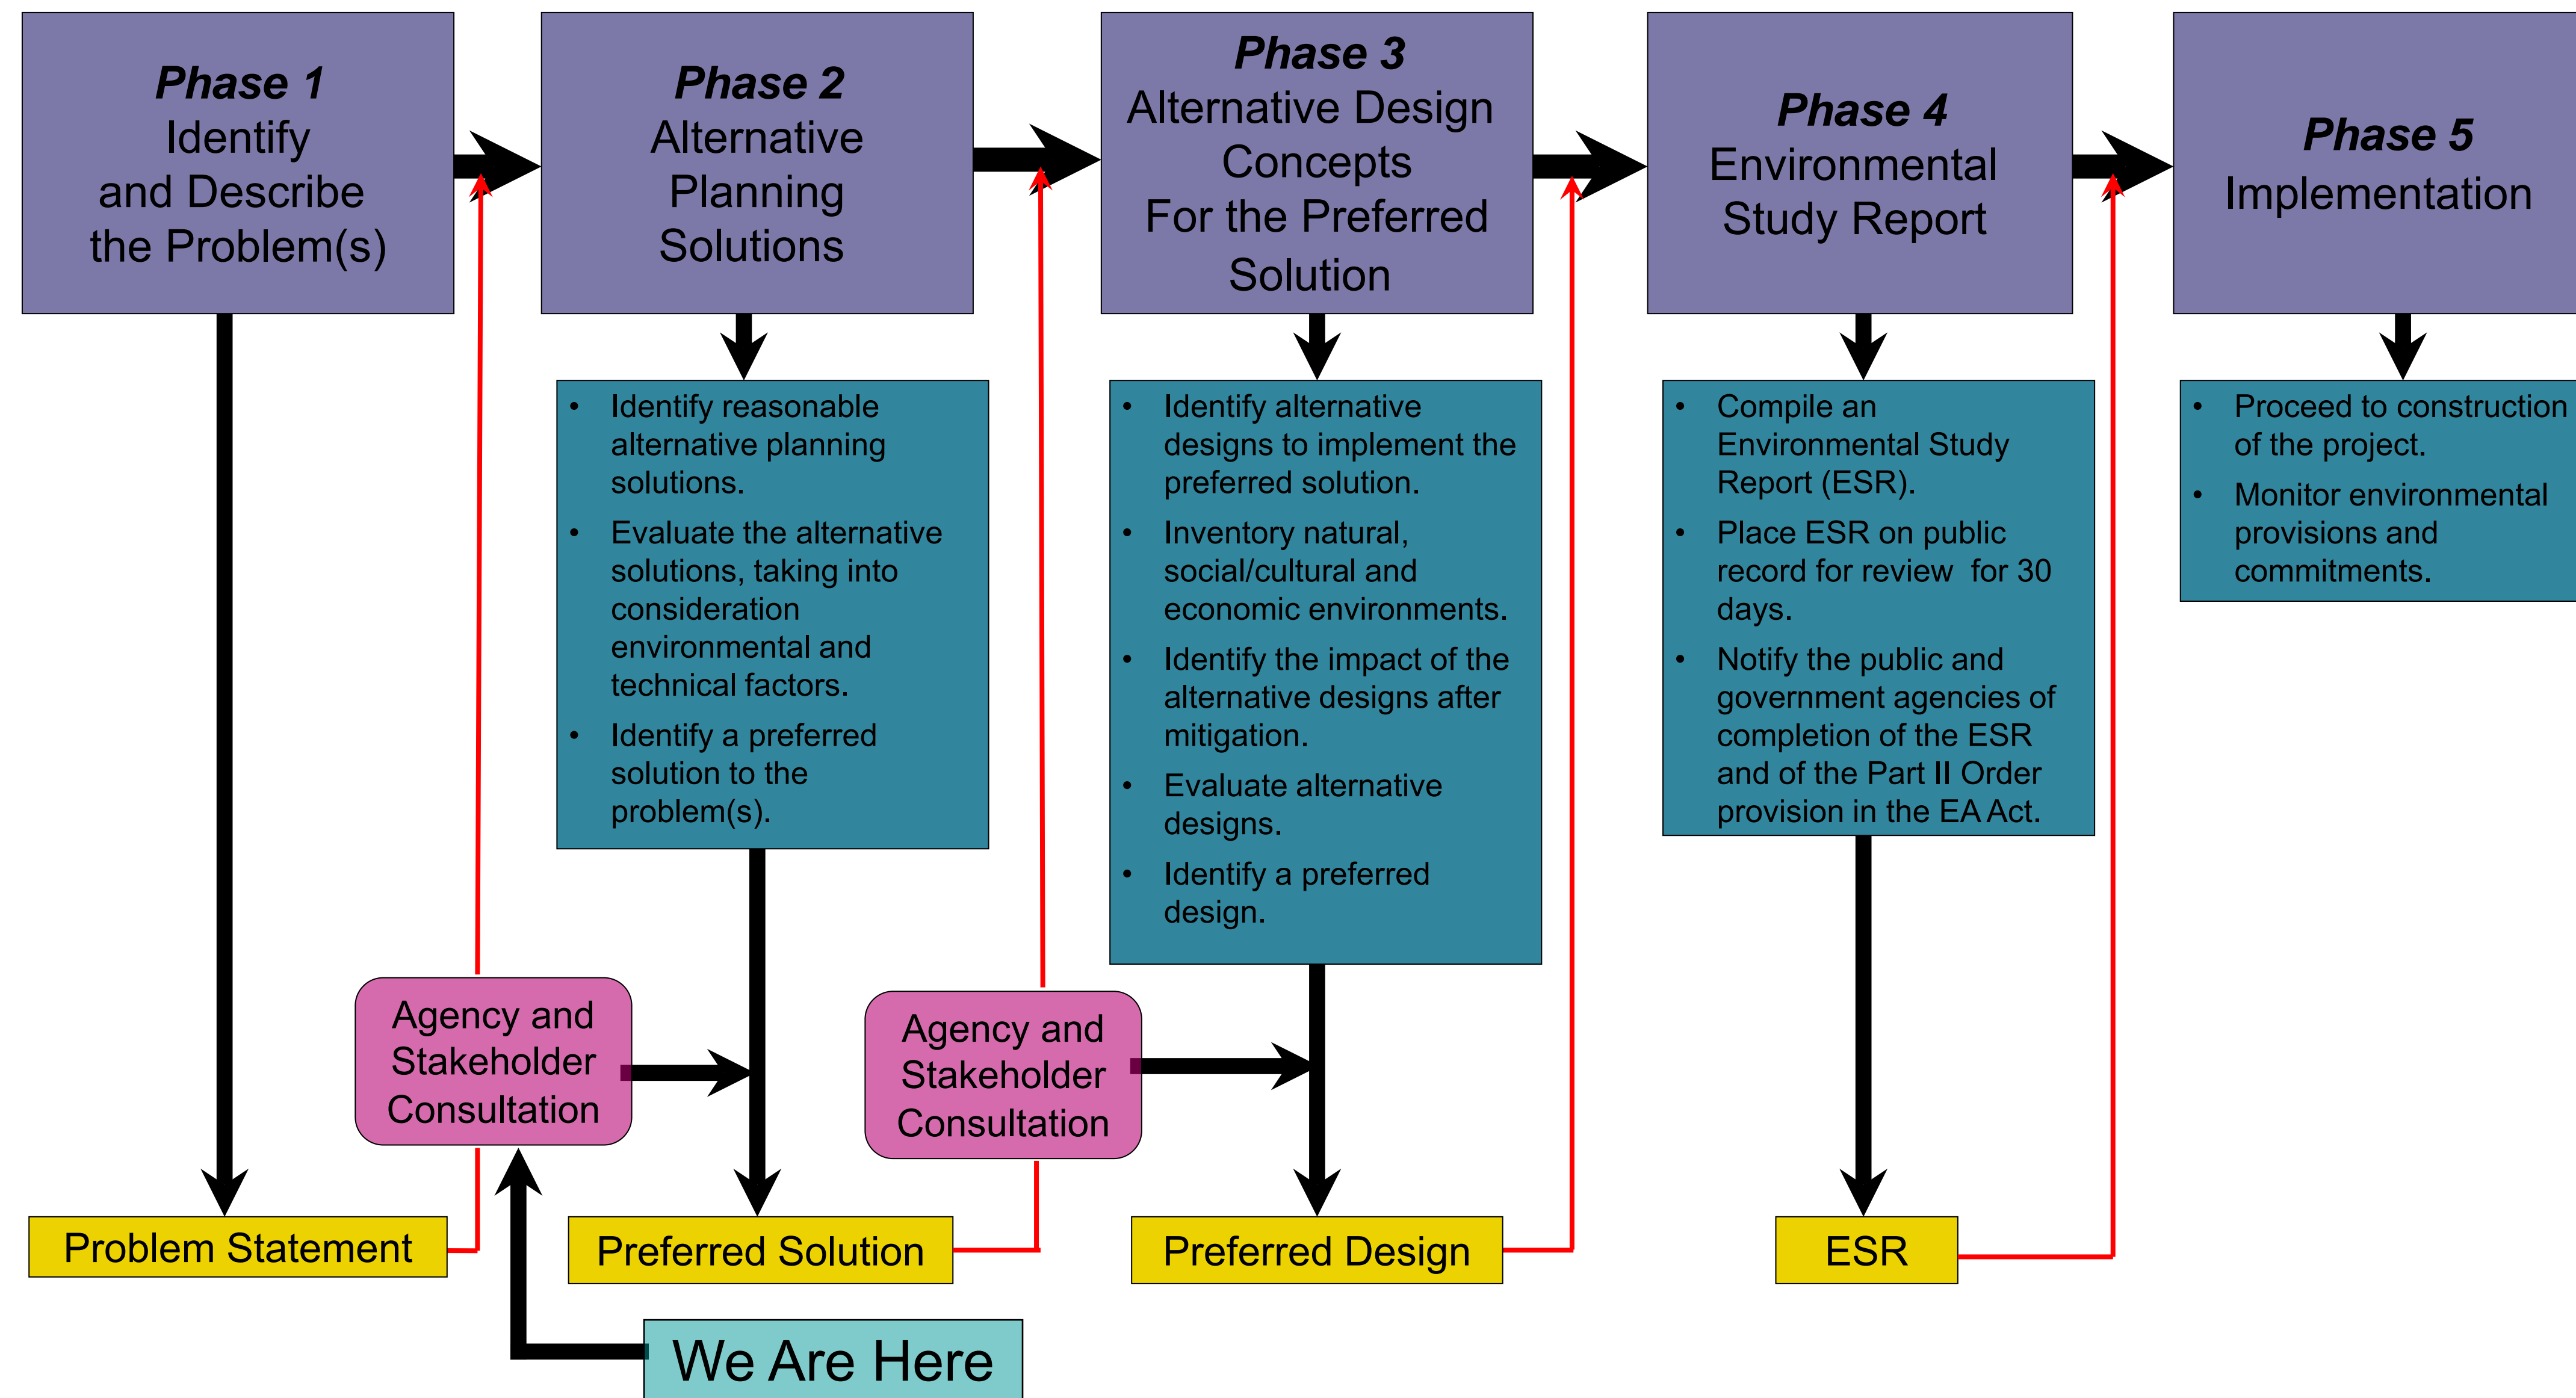 Phase 1
Identify
and Describe
the Problem(s)
Phase 2
Alternative
Planning
Solutions
Phase 3
Alternative Design
Concepts
For the Preferred
Solution
Phase 4
Environmental
Study Report
Phase 5
Implementation
• Identify reasonable
alternative planning
solutions.
• Evaluate the alternative
solutions, taking into
consideration
environmental and
technical factors.
• Identify a preferred
solution to the
problem(s).
• Identify alternative
designs to implement the
preferred solution.
• Inventory natural,
social/cultural and
economic environments.
• Identify the impact of the
alternative designs after
mitigation.
• Evaluate alternative
designs.
• Identify a preferred
design.
• Compile an
Environmental Study
Report (ESR).
• Place ESR on public
record for review for 30
days.
• Notify the public and
government agencies of
completion of the ESR
and of the Part II Order
provision in the EA Act.
• Proceed to construction
of the project.
• Monitor environmental
provisions and
commitments.
Agency and
Stakeholder
Consultation
Agency and
Stakeholder
Consultation
Problem Statement
Preferred Solution
Preferred Design
ESR
We Are Here